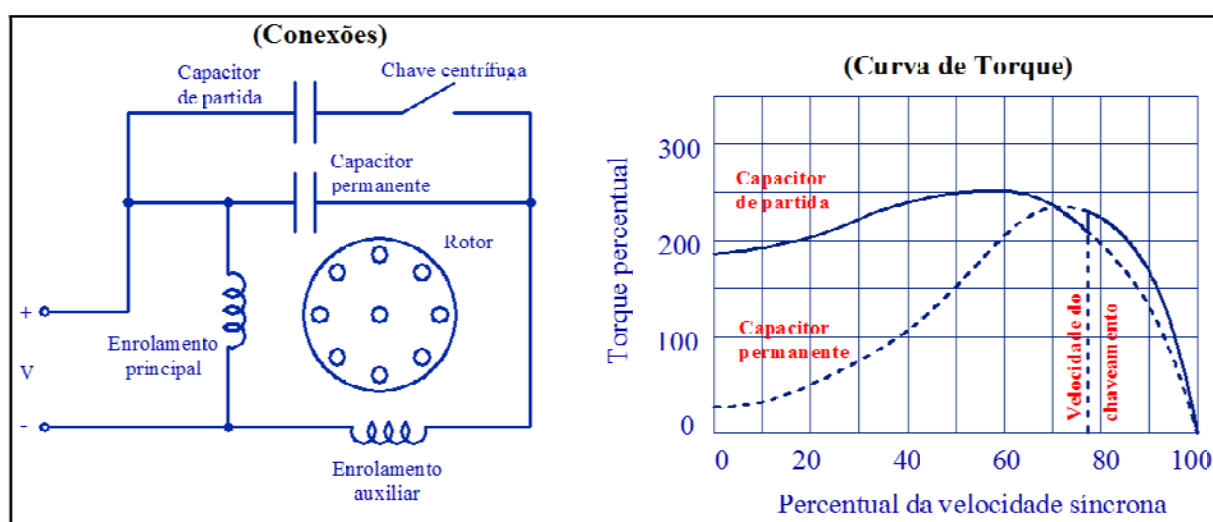 (Conexões)
Capacitor
de partida
Chave centrífuga
Capacitor
permanente
Rotor
+
Enrolamento
principal
V
-
Enrolamento
auxiliar
(Curva de Torque)
Torque percentual
300
200
100
0
Capacitor
de partida
Capacitor
permanente
Velocidade do
chaveamento
0 20 40 60 80 100
Percentual da velocidade síncrona